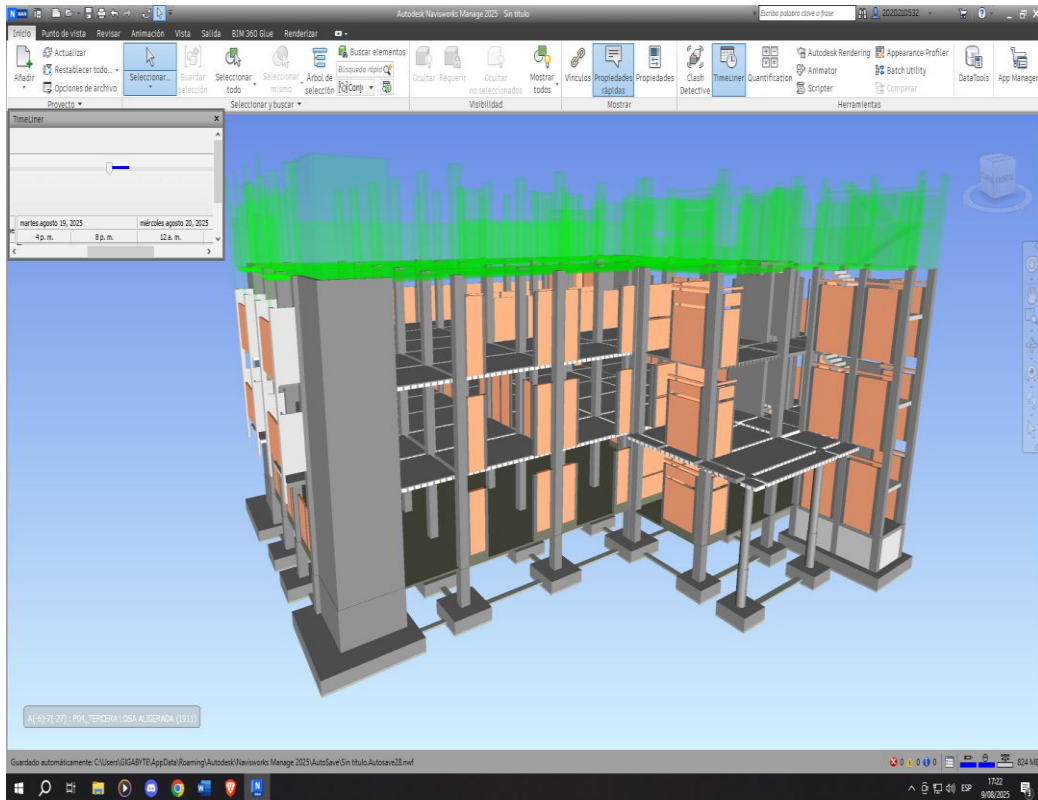 N MAN
Autodesk Navisworks Manage 2025 Sin título
Escriba palabra clave o frase
2020210532
Inicio Punto de vista Revisar Animación Vista Salida BIM 360 Glue Renderizar
Añadir
Actualizar
Restablecer todo...
Opciones de archivo
Proyecto
Seleccionar...
Guardar selección
Seleccionar todo
Seleccionar mismo
Árbol de selección
Buscar elementos
Búsqueda rápida
Conj
Seleccionar y buscar
Ocultar Requerir
Ocultar no seleccionados
Mostrar todos
Visibilidad
Vínculos
Propiedades rápidas
Propiedades
Mostrar
Clash Detective
TimeLiner
Quantification
Autodesk Rendering
Animator
Scripter
Appearance Profiler
Batch Utility
Comparar
Herramientas
DataTools
App Manager
TimeLiner
martes agosto 19, 2025 miércoles agosto 20, 2025
4 p. m. 8 p. m. 12 a. m.
A(-6)-7(-27) : P04_TERCERA LOSA ALIGERADA (1911)
Guardado automáticamente: C:\Users\GIGABYTE\AppData\Roaming\Autodesk\Navisworks Manage 2025\AutoSave\Sin título.Autosave28.nwf
0 0 0
824 MB
ESP
17:22
9/08/2025